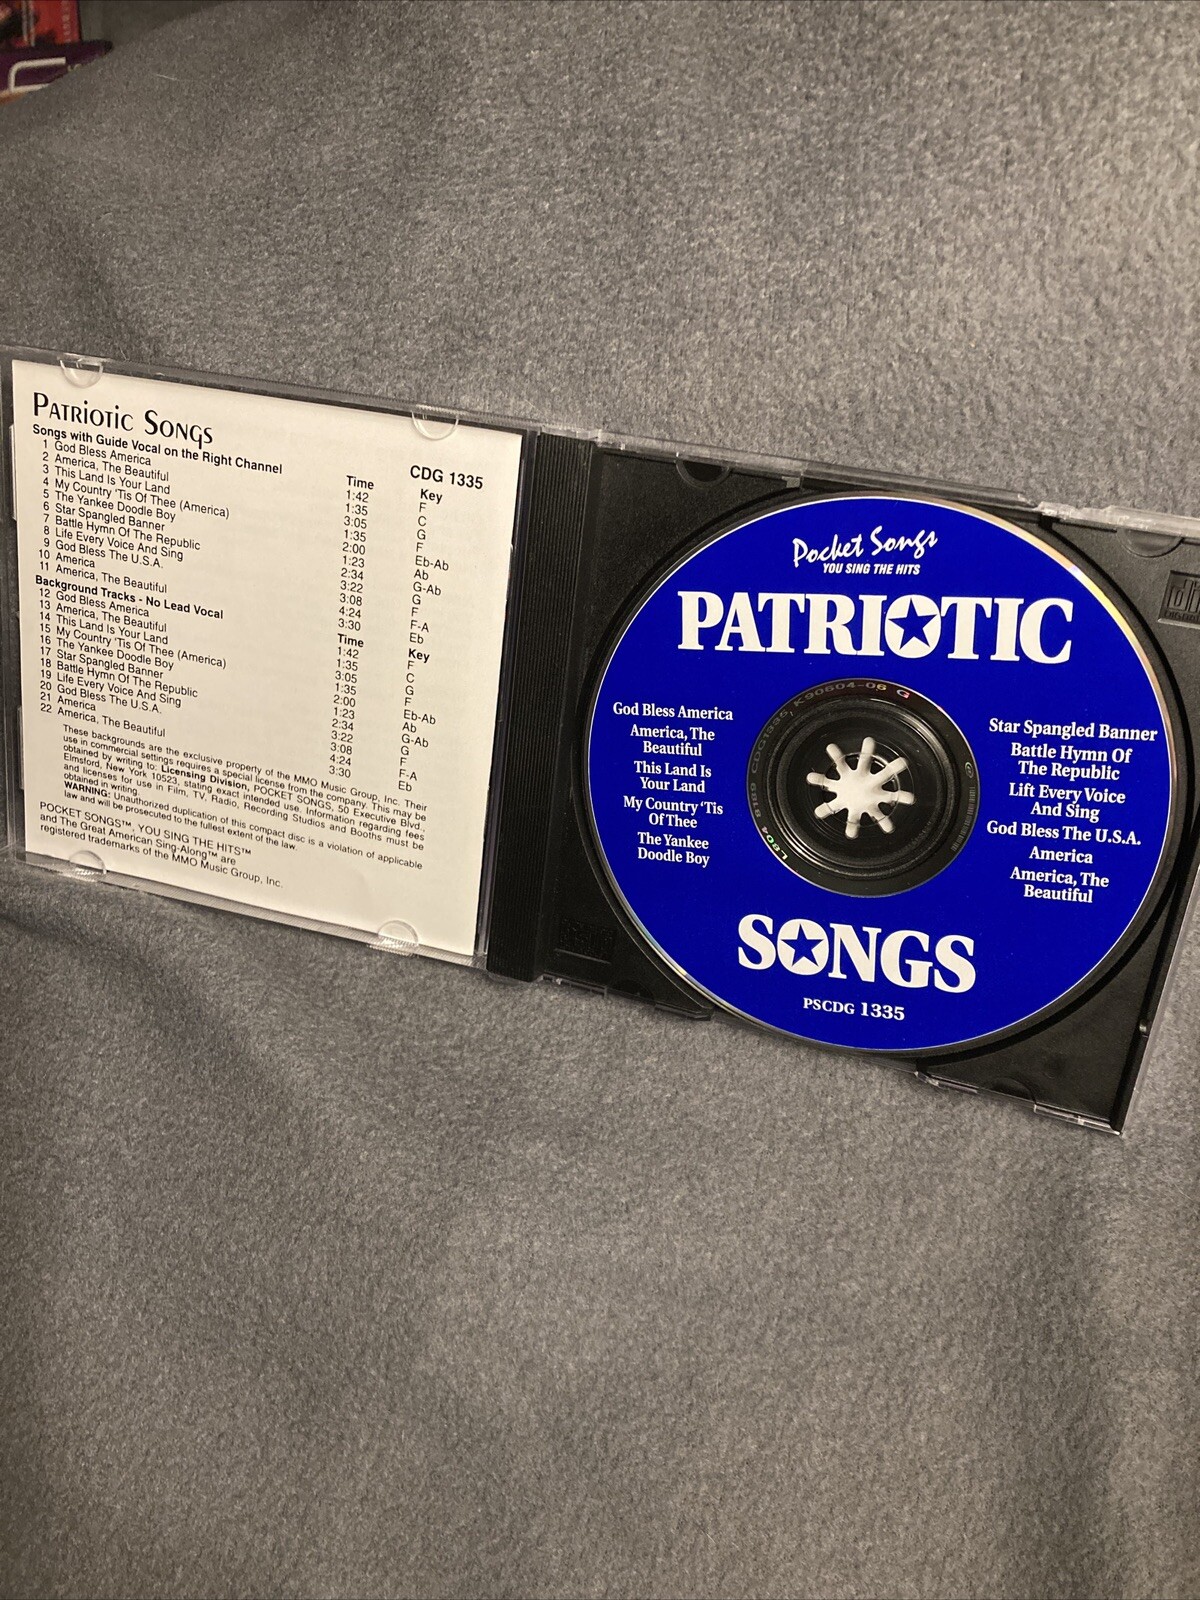 PATRIOTIC SONGS
CDG 1335
Songs with Guide Vocal on the Right Channel Time Key
1 God Bless America 1:42 F
2 America, The Beautiful 1:35 C
3 This Land Is Your Land 3:05 G
4 My Country 'Tis Of Thee (America) 1:35 F
5 The Yankee Doodle Boy 2:00 Eb-Ab
6 Star Spangled Banner 1:23 Ab
7 Battle Hymn Of The Republic 2:34 G-Ab
8 Life Every Voice And Sing 3:22 G
9 God Bless The U.S.A. 3:08 F
10 America 4:24 F-A
11 America, The Beautiful 3:30 Eb
Background Tracks - No Lead Vocal Time Key
12 God Bless America 1:42 F
13 America, The Beautiful 1:35 C
14 This Land Is Your Land 3:05 G
15 My Country 'Tis Of Thee (America) 1:35 F
16 The Yankee Doodle Boy 2:00 Eb-Ab
17 Star Spangled Banner 1:23 Ab
18 Battle Hymn Of The Republic 2:34 G-Ab
19 Life Every Voice And Sing 3:22 G
20 God Bless The U.S.A. 3:08 F
21 America 4:24 F-A
22 America, The Beautiful 3:30 Eb
These backgrounds are the exclusive property of the MMO Music Group, Inc. Their
use in commercial settings requires a special license from the company. This may be
obtained by writing to: Licensing Division, POCKET SONGS, 50 Executive Blvd.,
Elmsford, New York 10523, stating exact intended use. Information regarding fees
and licenses for use in Film, TV, Radio, Recording Studios and Booths must be
obtained in writing.
WARNING: Unauthorized duplication of this compact disc is a violation of applicable
law and will be prosecuted to the fullest extent of the law.
POCKET SONGS™, YOU SING THE HITS™
and The Great American Sing-Along™ are
registered trademarks of the MMO Music Group, Inc.
Pocket Songs
YOU SING THE HITS
PATRIOTIC
God Bless America
America, The
Beautiful
This Land Is
Your Land
My Country 'Tis
Of Thee
The Yankee
Doodle Boy
CDG1335, K90604-06 G
Star Spangled Banner
Battle Hymn Of
The Republic
Lift Every Voice
And Sing
God Bless The U.S.A.
America
America, The
Beautiful
SONGS
PSCDG 1335